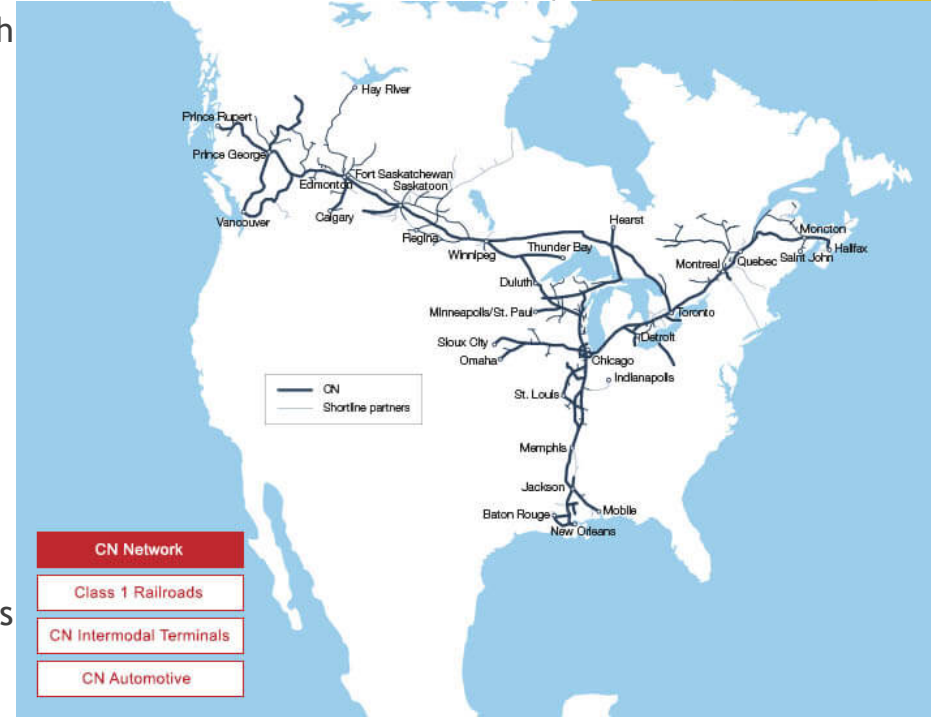 h
Hay River
Prince Rupert
Prince George
Fort Saskatchewan
Edmonton
Saskatoon
Vancouver
Calgary
Regina
Winnipeg
Hearst
Thunder Bay
Duluth
Minneapolis/St. Paul
Moncton
Halifax
Saint John
Quebec
Montreal
Toronto
Detroit
Sioux City
Omaha
Chicago
Indianapolis
St. Louis
CN
Shortline partners
Memphis
Jackson
Baton Rouge
Mobile
New Orleans
CN Network
Class 1 Railroads
s
CN Intermodal Terminals
CN Automotive